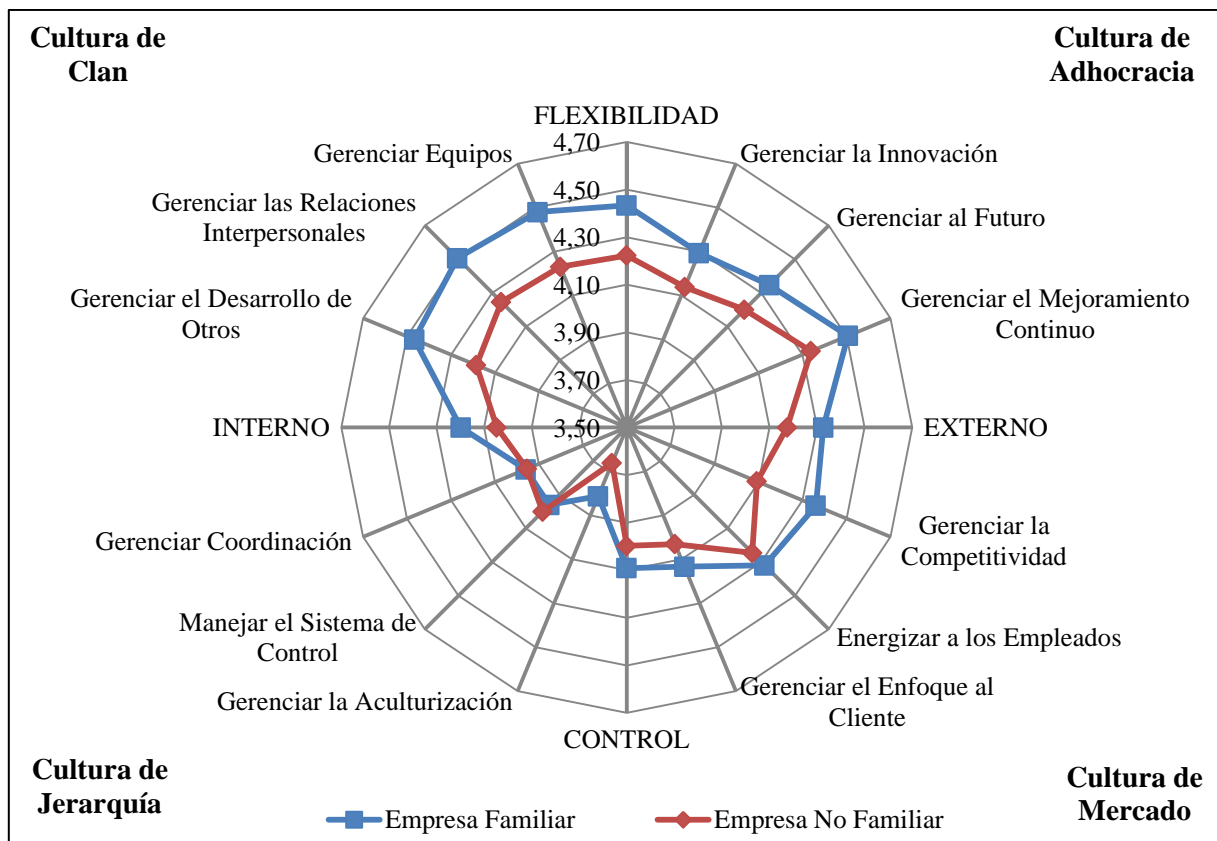 Cultura de
Clan
Cultura de
Adhocracia
FLEXIBILIDAD
Gerenciar la Innovación
Gerenciar al Futuro
Gerenciar el Mejoramiento
Continuo
EXTERNO
Gerenciar la
Competitividad
Energizar a los Empleados
Gerenciar el Enfoque al
Cliente
CONTROL
Gerenciar la Aculturización
Manejar el Sistema de
Control
Gerenciar Coordinación
INTERNO
Gerenciar el Desarrollo de
Otros
Gerenciar las Relaciones
Interpersonales
Gerenciar Equipos
4,70
4,50
4,30
4,10
3,90
3,70
3,50
Cultura de
Jerarquía
Cultura de
Mercado
Empresa Familiar
Empresa No Familiar